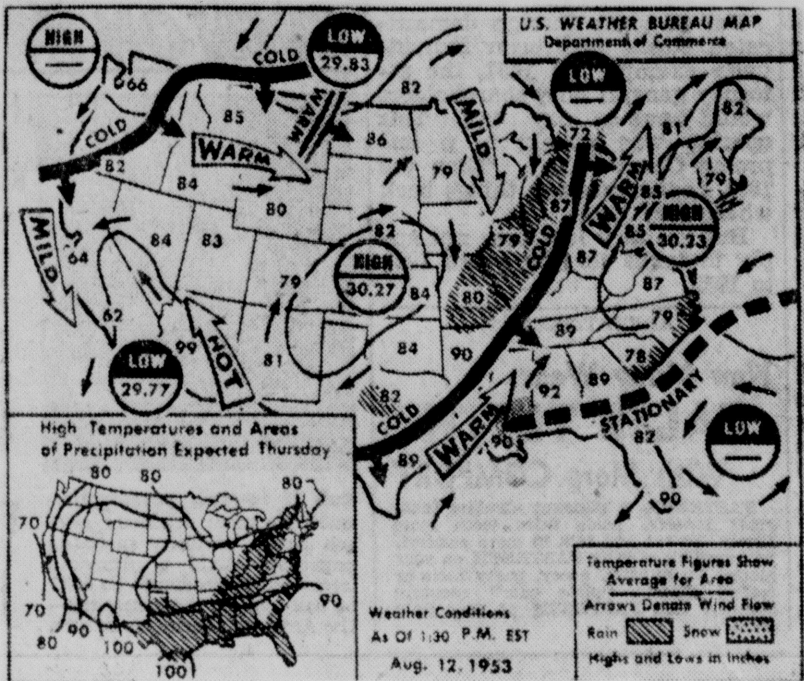 U.S. WEATHER BUREAU MAP
Department of Commerce
HIGH
LOW
29.83
LOW
COLD
66
82
82
81
COLD
85
WARM
86
MILD
72
WARM
79
WARM
85
79
82
84
80
87
HIGH
30.23
85
MILD
64
84
83
82
79
COLD
87
87
HIGH
30.27
79
84
80
79
62
99
HOT
81
84
90
89
78
LOW
29.77
82
COLD
92
89
STATIONARY
WARM
90
82
LOW
89
90
High Temperatures and Areas
of Precipitation Expected Thursday
80
80
80
70
70
80
90
100
100
90
Weather Conditions
As Of 1:30 P.M. EST
Aug. 12, 1953
Temperature Figures Show
Average for Area
Arrows Denote Wind Flow
Rain
Snow
Highs and Lows in Inches